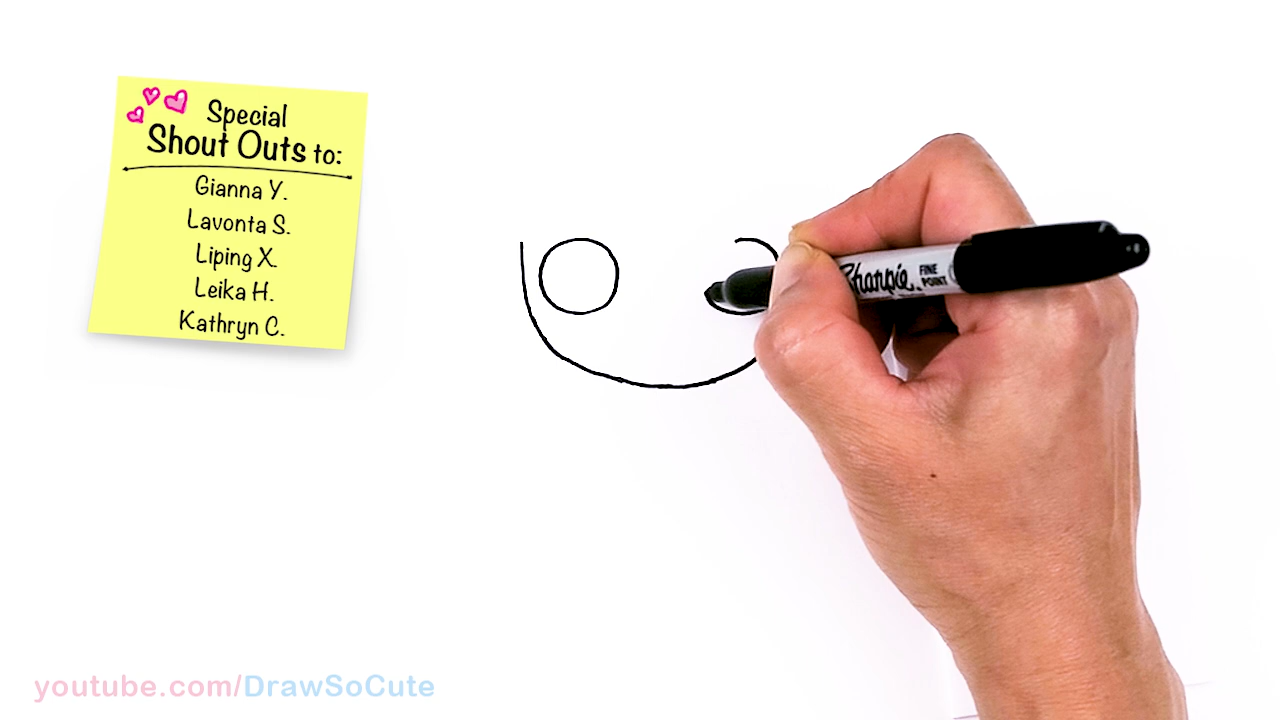 Special
Shout Outs to:
Gianna Y.
Lavonta S.
Liping X.
Leika H.
Kathryn C.
Sharpie
FINE
POINT
youtube.com/DrawSoCute